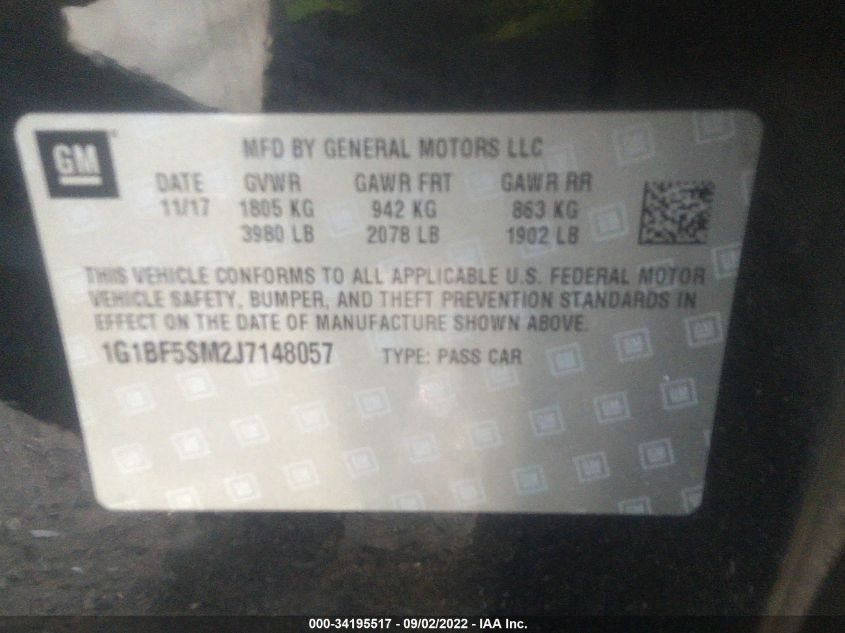 GM
MFD BY GENERAL MOTORS LLC
DATE GVWR GAWR FRT GAWR RR
11/17 1805 KG 942 KG 863 KG
3980 LB 2078 LB 1902 LB
THIS VEHICLE CONFORMS TO ALL APPLICABLE U.S. FEDERAL MOTOR
VEHICLE SAFETY, BUMPER, AND THEFT PREVENTION STANDARDS IN
EFFECT ON THE DATE OF MANUFACTURE SHOWN ABOVE.
1G1BF5SM2J7148057 TYPE: PASS CAR
000-34195517 - 09/02/2022 - IAA Inc.